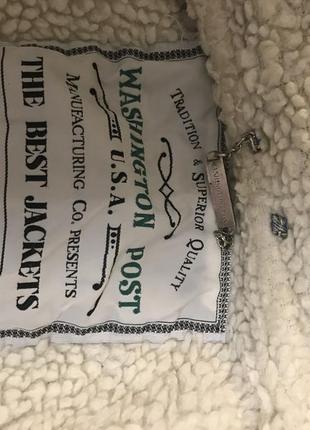 TRADITION & SUPERIOR QUALITY
WASHINGTON POST
U.S.A.
MANUFACTURING CO. PRESENTS
THE BEST JACKETS